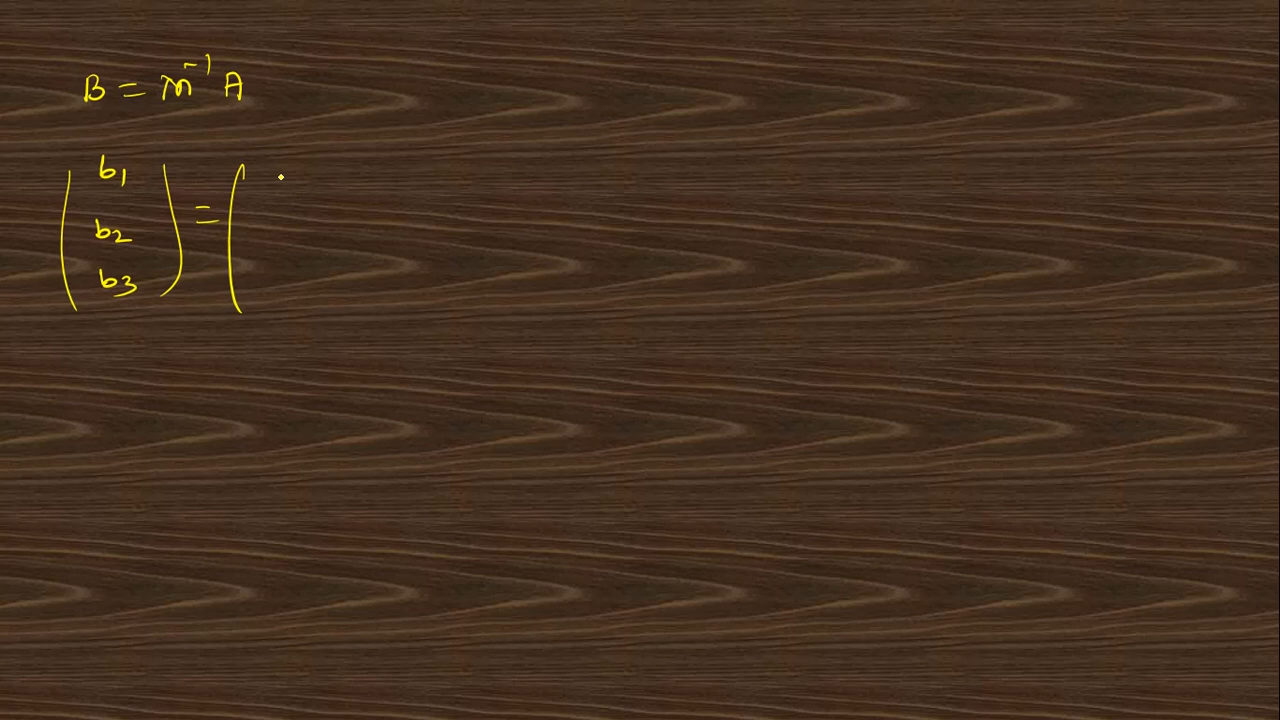 B = m⁻¹ A
( b₁
b₂
b₃ ) = (